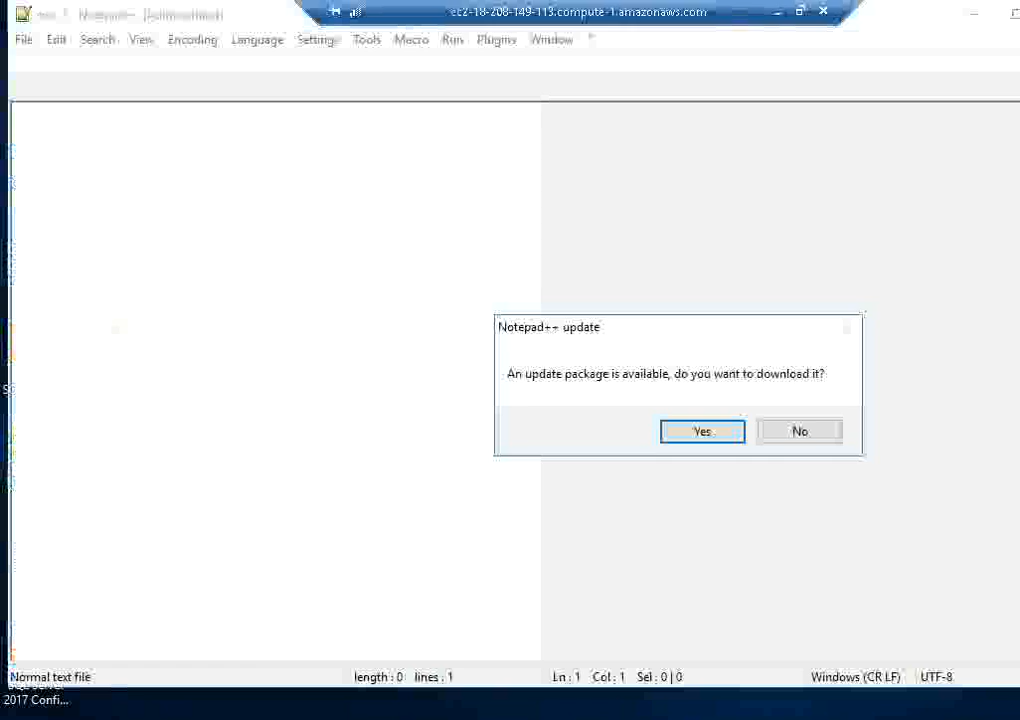 ec2-18-208-149-113.compute-1.amazonaws.com
File Edit Search View Encoding Language Settings Tools Macro Run Plugins Window
Notepad++ update
An update package is available, do you want to download it?
Yes No
Normal text file length : 0 lines : 1 Ln : 1 Col : 1 Sel : 0 | 0 Windows (CR LF) UTF-8
SQL Server
2017 Confi...